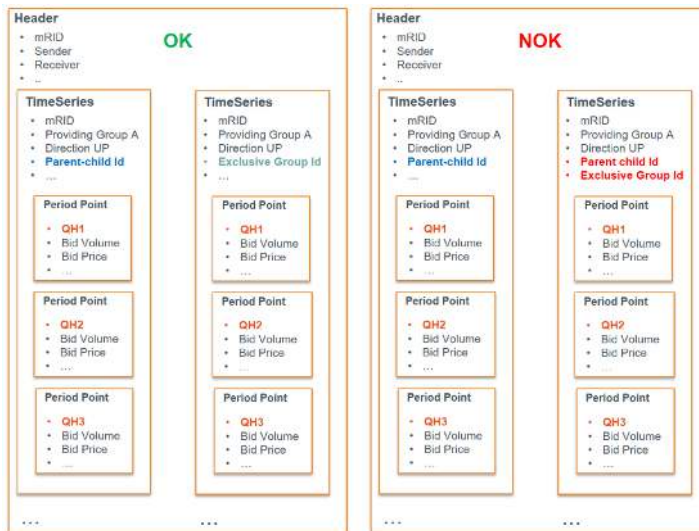 Header
OK
• mRID
• Sender
• Receiver
• ..
TimeSeries
• mRID
• Providing Group A
• Direction UP
• Parent-child Id
• ...
Period Point
• QH1
• Bid Volume
• Bid Price
• ...
Period Point
• QH2
• Bid Volume
• Bid Price
• ...
Period Point
• QH3
• Bid Volume
• Bid Price
• ...
...
TimeSeries
• mRID
• Providing Group A
• Direction UP
• Exclusive Group Id
• ...
Period Point
• QH1
• Bid Volume
• Bid Price
• ...
Period Point
• QH2
• Bid Volume
• Bid Price
• ...
Period Point
• QH3
• Bid Volume
• Bid Price
• ...
...
Header
NOK
• mRID
• Sender
• Receiver
• ..
TimeSeries
• mRID
• Providing Group A
• Direction UP
• Parent-child Id
• ...
Period Point
• QH1
• Bid Volume
• Bid Price
• ...
Period Point
• QH2
• Bid Volume
• Bid Price
• ...
Period Point
• QH3
• Bid Volume
• Bid Price
• ...
...
TimeSeries
• mRID
• Providing Group A
• Direction UP
• Parent child Id
• Exclusive Group Id
Period Point
• QH1
• Bid Volume
• Bid Price
• ...
Period Point
• QH2
• Bid Volume
• Bid Price
• ...
Period Point
• QH3
• Bid Volume
• Bid Price
• ...
...